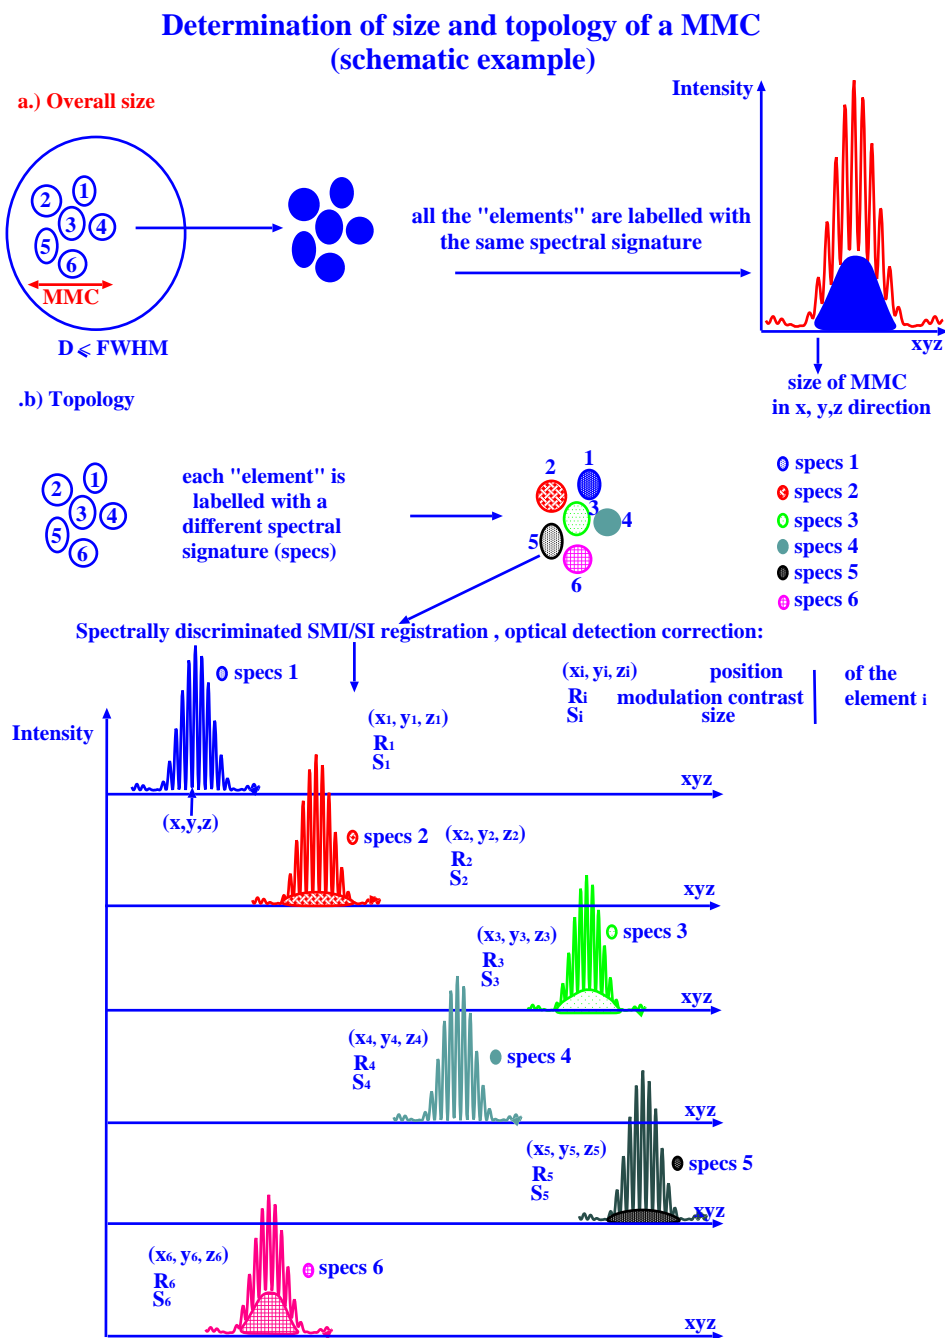 Determination of size and topology of a MMC
(schematic example)
a.) Overall size
Intensity
1
2
3
4
5
6
MMC
D ⩽ FWHM
all the "elements" are labelled with
the same spectral signature
xyz
size of MMC
in x, y,z direction
.b) Topology
1
2
3
4
5
6
each "element" is
labelled with a
different spectral
signature (specs)
1
2
3
4
5
6
specs 1
specs 2
specs 3
specs 4
specs 5
specs 6
Spectrally discriminated SMI/SI registration , optical detection correction:
(xi, yi, zi) position
Ri modulation contrast
Si size
of the
element i
Intensity
specs 1
(x1, y1, z1)
R1
S1
xyz
(x,y,z)
specs 2
(x2, y2, z2)
R2
S2
xyz
specs 3
(x3, y3, z3)
R3
S3
xyz
(x4, y4, z4)
R4
S4
specs 4
xyz
(x5, y5, z5)
R5
S5
specs 5
xyz
(x6, y6, z6)
R6
S6
specs 6
xyz